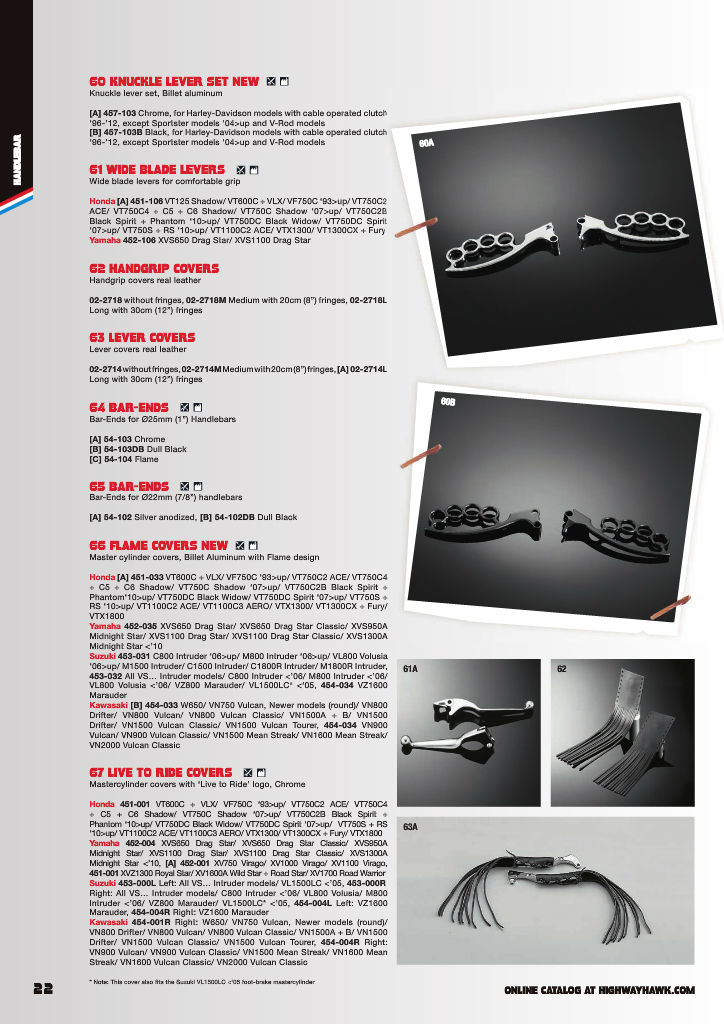 HANDLEBAR
60 KNUCKLE LEVER SET NEW
Knuckle lever set, Billet aluminum
[A] 457-103 Chrome, for Harley-Davidson models with cable operated clutch
'96-'12, except Sportster models '04>up and V-Rod models
[B] 457-103B Black, for Harley-Davidson models with cable operated clutch
'96-'12, except Sportster models '04>up and V-Rod models
61 WIDE BLADE LEVERS
Wide blade levers for comfortable grip
Honda [A] 451-106 VT125 Shadow/ VT600C ÷ VLX/ VF750C '93>up/ VT750C2
ACE/ VT750C4 ÷ C5 ÷ C6 Shadow/ VT750C Shadow '07>up/ VT750C2B
Black Spirit ÷ Phantom '10>up/ VT750DC Black Widow/ VT750DC Spirit
'07>up/ VT750S ÷ RS '10>up/ VT1100C2 ACE/ VTX1300/ VT1300CX ÷ Fury
Yamaha 452-106 XVS650 Drag Star/ XVS1100 Drag Star
62 HANDGRIP COVERS
Handgrip covers real leather
02-2718 without fringes, 02-2718M Medium with 20cm (8") fringes, 02-2718L
Long with 30cm (12") fringes
63 LEVER COVERS
Lever covers real leather
02-2714 without fringes, 02-2714M Medium with 20cm (8") fringes, [A] 02-2714L
Long with 30cm (12") fringes
64 BAR-ENDS
Bar-Ends for Ø25mm (1") Handlebars
[A] 54-103 Chrome
[B] 54-103DB Dull Black
[C] 54-104 Flame
65 BAR-ENDS
Bar-Ends for Ø22mm (7/8") handlebars
[A] 54-102 Silver anodized, [B] 54-102DB Dull Black
66 FLAME COVERS NEW
Master cylinder covers, Billet Aluminum with Flame design
Honda [A] 451-033 VT600C ÷ VLX/ VF750C '93>up/ VT750C2 ACE/ VT750C4
÷ C5 ÷ C6 Shadow/ VT750C Shadow '07>up/ VT750C2B Black Spirit ÷
Phantom'10>up/ VT750DC Black Widow/ VT750DC Spirit '07>up/ VT750S ÷
RS '10>up/ VT1100C2 ACE/ VT1100C3 AERO/ VTX1300/ VT1300CX ÷ Fury/
VTX1800
Yamaha 452-035 XVS650 Drag Star/ XVS650 Drag Star Classic/ XVS950A
Midnight Star/ XVS1100 Drag Star/ XVS1100 Drag Star Classic/ XVS1300A
Midnight Star <'10
Suzuki 453-031 C800 Intruder '06>up/ M800 Intruder '06>up/ VL800 Volusia
'06>up/ M1500 Intruder/ C1500 Intruder/ C1800R Intruder/ M1800R Intruder,
453-032 All VS... Intruder models/ C800 Intruder <'06/ M800 Intruder <'06/
VL800 Volusia <'06/ VZ800 Marauder/ VL1500LC* <'05, 454-034 VZ1600
Marauder
Kawasaki [B] 454-033 W650/ VN750 Vulcan, Newer models (round)/ VN800
Drifter/ VN800 Vulcan/ VN800 Vulcan Classic/ VN1500A ÷ B/ VN1500
Drifter/ VN1500 Vulcan Classic/ VN1500 Vulcan Tourer, 454-034 VN900
Vulcan/ VN900 Vulcan Classic/ VN1500 Mean Streak/ VN1600 Mean Streak/
VN2000 Vulcan Classic
67 LIVE TO RIDE COVERS
Mastercylinder covers with 'Live to Ride' logo, Chrome
Honda 451-001 VT600C ÷ VLX/ VF750C '93>up/ VT750C2 ACE/ VT750C4
÷ C5 ÷ C6 Shadow/ VT750C Shadow '07>up/ VT750C2B Black Spirit ÷
Phantom '10>up/ VT750DC Black Widow/ VT750DC Spirit '07>up/ VT750S ÷ RS
'10>up/ VT1100C2 ACE/ VT1100C3 AERO/ VTX1300/ VT1300CX ÷ Fury/ VTX1800
Yamaha 452-004 XVS650 Drag Star/ XVS650 Drag Star Classic/ XVS950A
Midnight Star/ XVS1100 Drag Star/ XVS1100 Drag Star Classic/ XVS1300A
Midnight Star <'10, [A] 452-001 XV750 Virago/ XV1000 Virago/ XV1100 Virago,
451-001 XVZ1300 Royal Star/ XV1600A Wild Star ÷ Road Star/ XV1700 Road Warrior
Suzuki 453-000L Left: All VS... Intruder models/ VL1500LC <'05, 453-000R
Right: All VS... Intruder models/ C800 Intruder <'06/ VL800 Volusia/ M800
Intruder <'06/ VZ800 Marauder/ VL1500LC* <'05, 454-004L Left: VZ1600
Marauder, 454-004R Right: VZ1600 Marauder
Kawasaki 454-001R Right: W650/ VN750 Vulcan, Newer models (round)/
VN800 Drifter/ VN800 Vulcan/ VN800 Vulcan Classic/ VN1500A ÷ B/ VN1500
Drifter/ VN1500 Vulcan Classic/ VN1500 Vulcan Tourer, 454-004R Right:
VN900 Vulcan/ VN900 Vulcan Classic/ VN1500 Mean Streak/ VN1600 Mean
Streak/ VN1600 Vulcan Classic/ VN2000 Vulcan Classic
* Note: This cover also fits the Suzuki VL1500LC <'05 foot-brake mastercylinder
60A
60B
61A
62
63A
22
ONLINE CATALOG AT HIGHWAYHAWK.COM